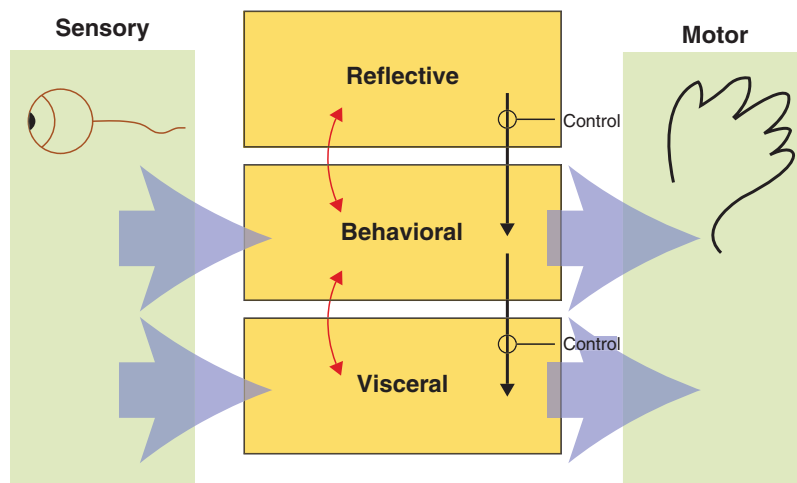 Sensory
Motor
Reflective
Control
Behavioral
Control
Visceral